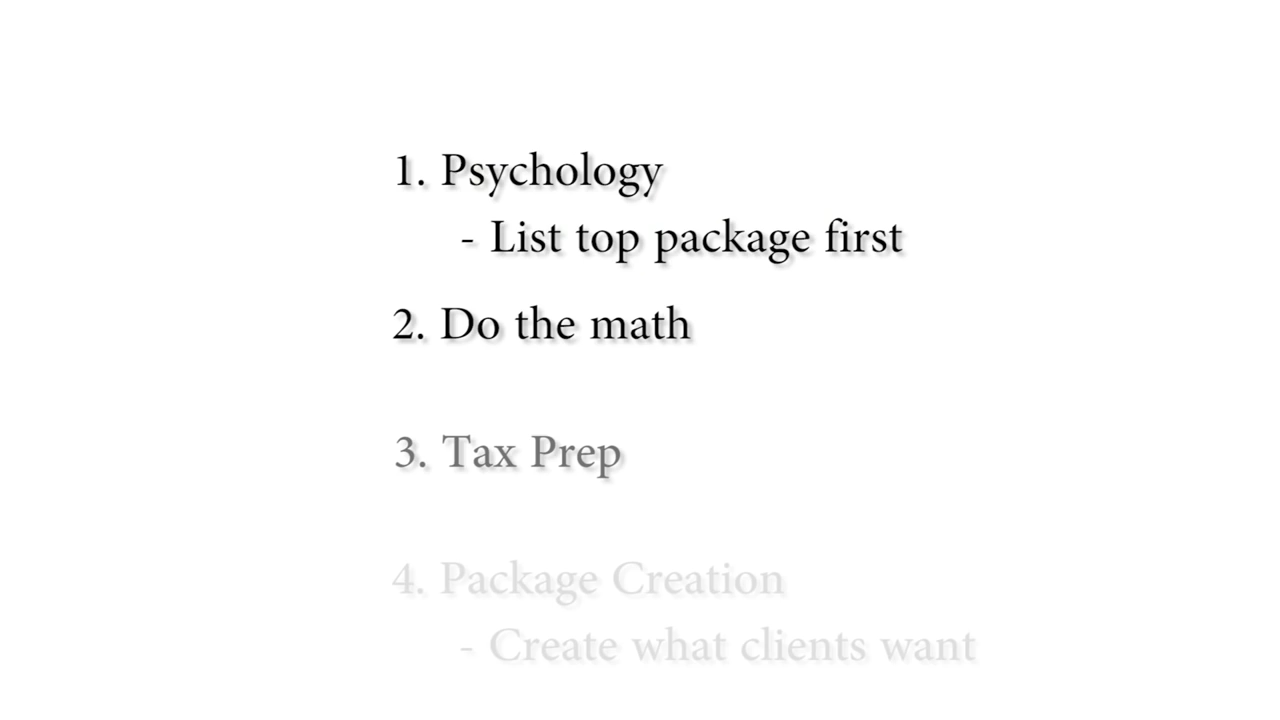 1. Psychology
- List top package first
2. Do the math
3. Tax Prep
4. Package Creation
- Create what clients want